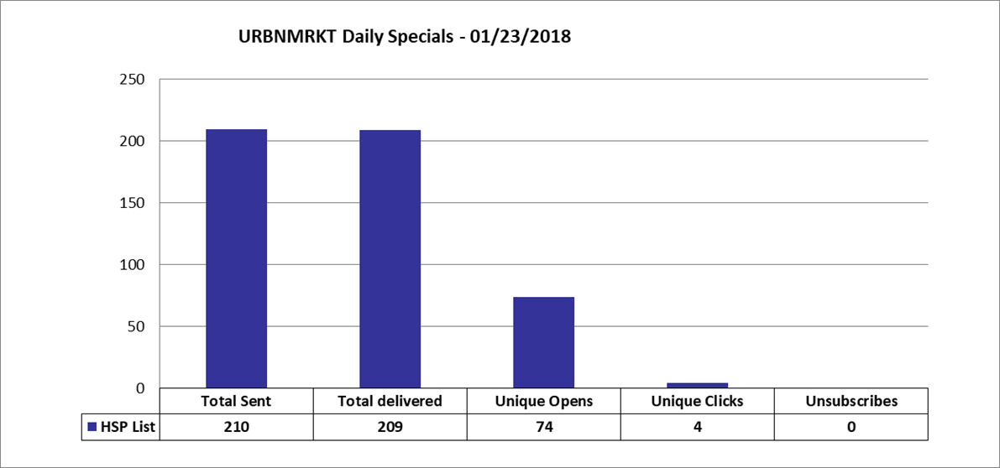 URBNMRKT Daily Specials - 01/23/2018
250
200
150
100
50
0
Total Sent Total delivered Unique Opens Unique Clicks Unsubscribes
HSP List 210 209 74 4 0